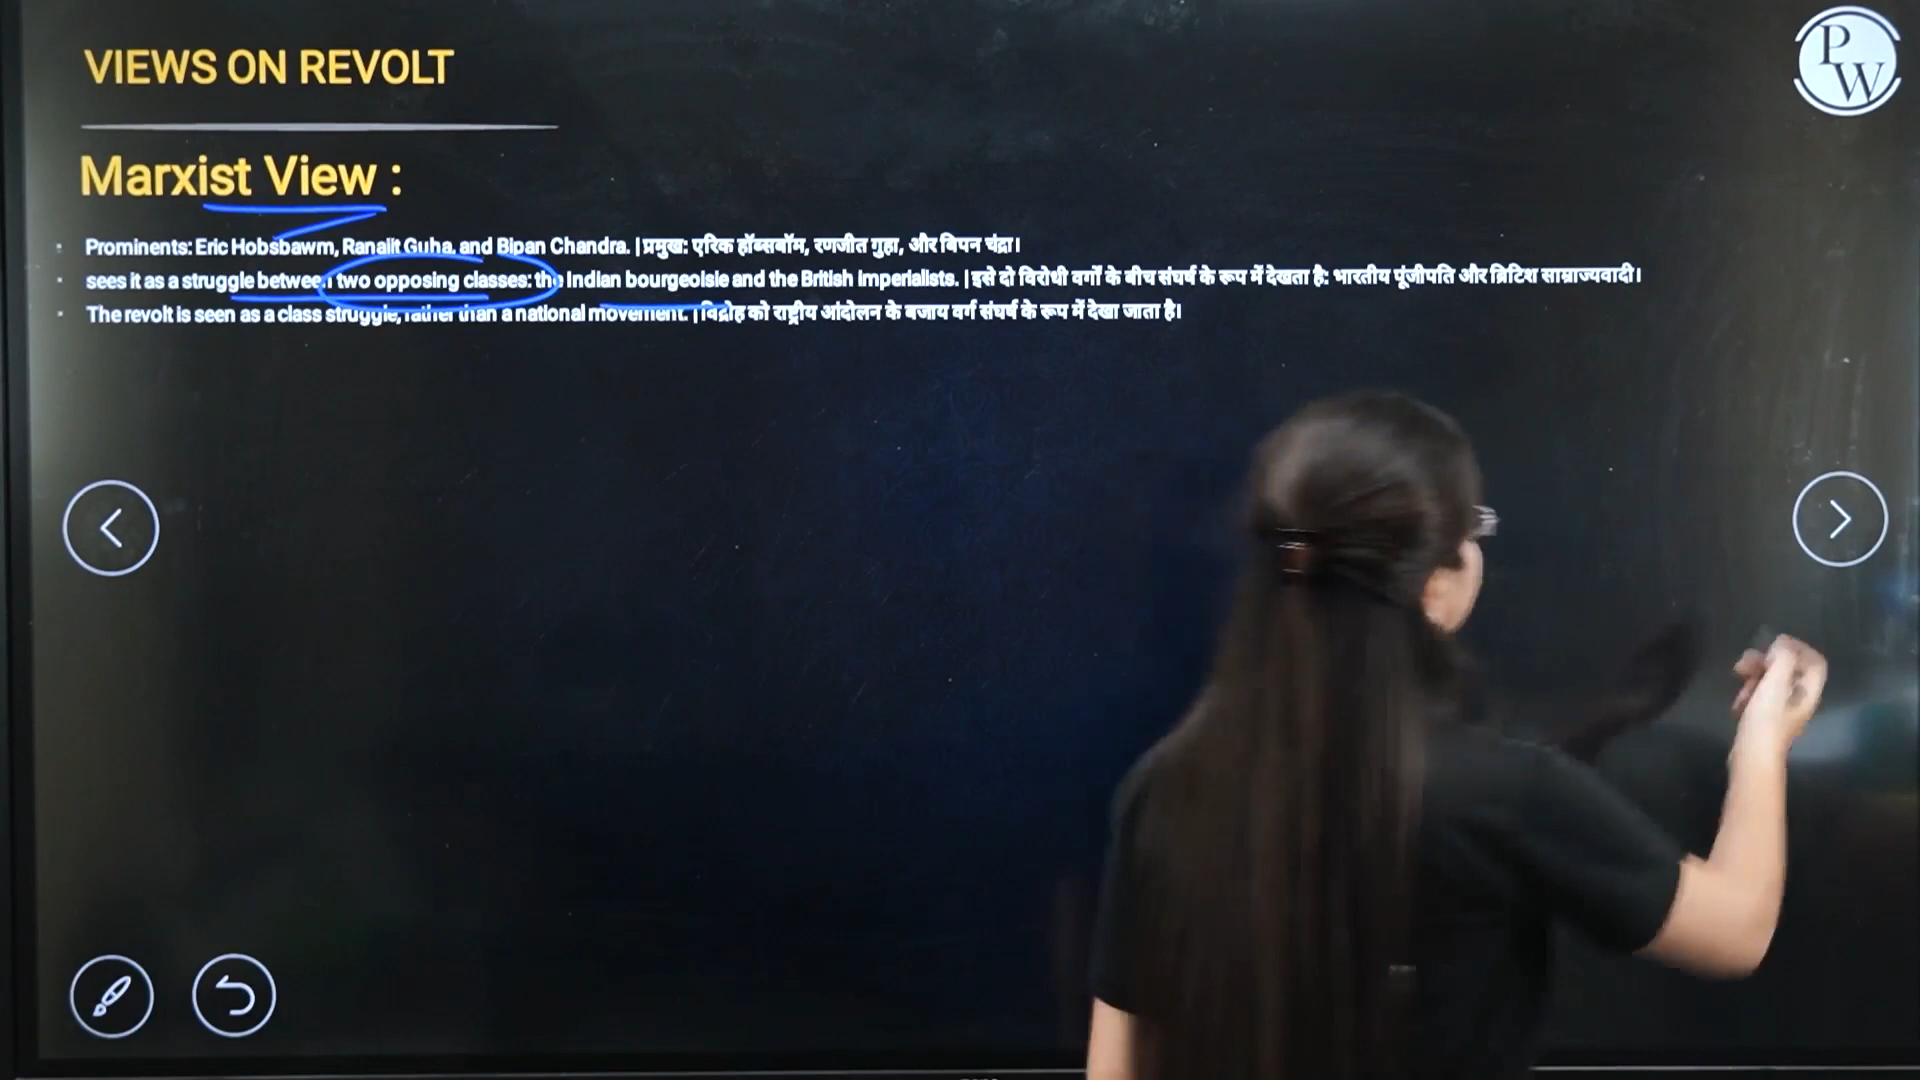 VIEWS ON REVOLT
PW
Marxist View :
Prominents: Eric Hobsbawm, Ranajit Guha, and Bipan Chandra. | प्रमुख: एरिक हॉब्सबॉम, रणजीत गुहा, और बिपन चंद्रा।
sees it as a struggle between two opposing classes: the Indian bourgeoisie and the British imperialists. | इसे दो विरोधी वर्गों के बीच संघर्ष के रूप में देखता है: भारतीय पूंजीपति और ब्रिटिश साम्राज्यवादी।
The revolt is seen as a class struggle, rather than a national movement. | विद्रोह को राष्ट्रीय आंदोलन के बजाय वर्ग संघर्ष के रूप में देखा जाता है।